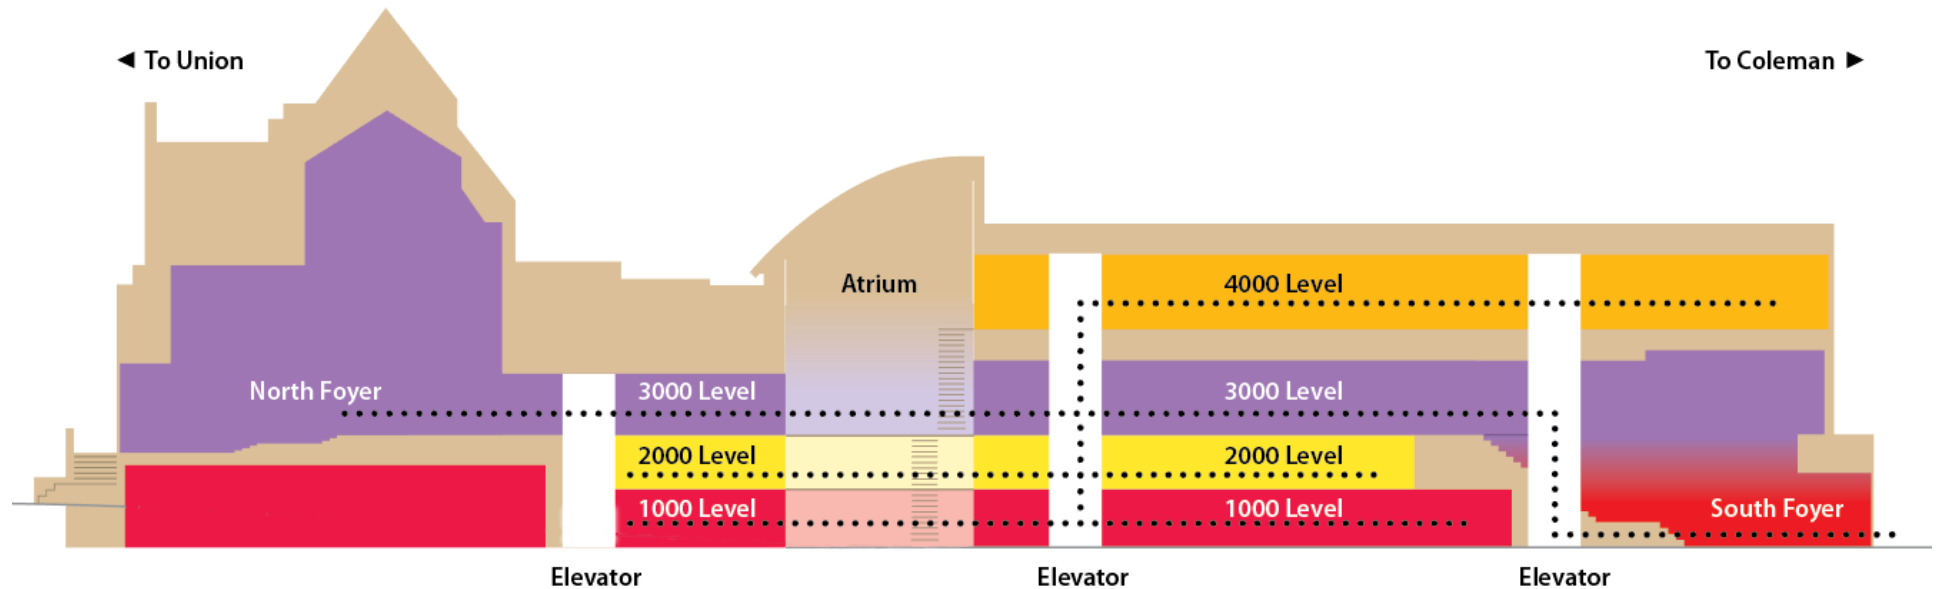 ◄ To Union
To Coleman ►
Atrium
4000 Level
North Foyer
3000 Level
3000 Level
2000 Level
2000 Level
1000 Level
1000 Level
South Foyer
Elevator
Elevator
Elevator